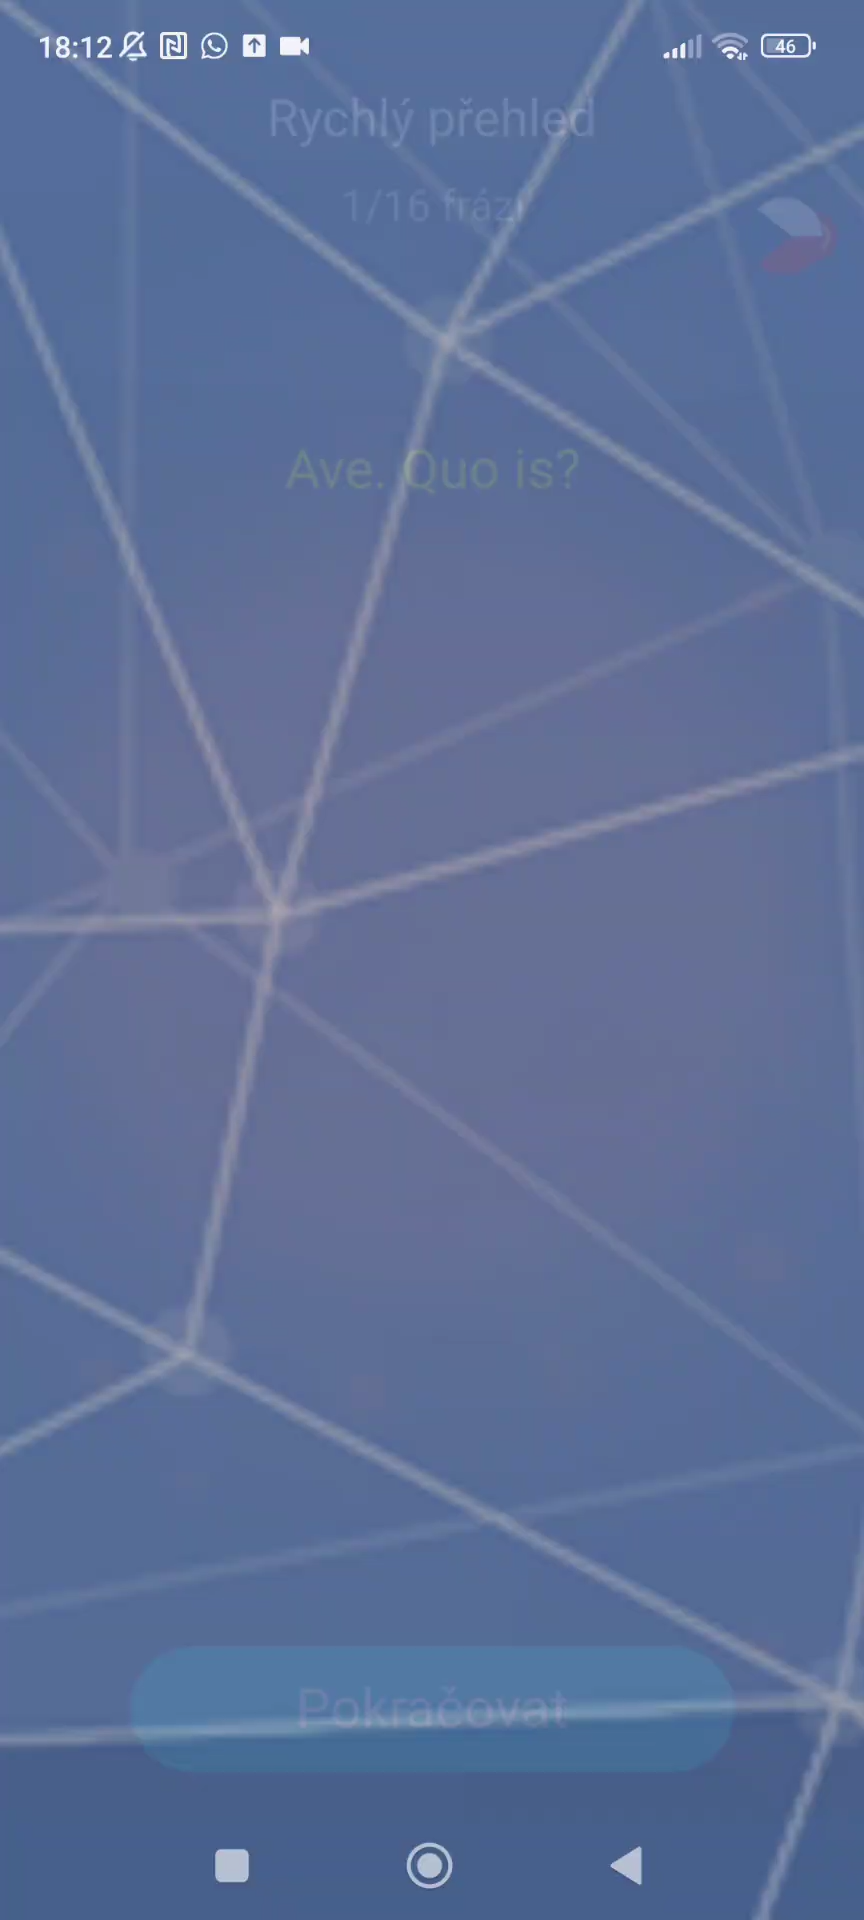 18:12
46
Rychlý přehled
1/16 frází
Ave. Quo is?
Pokračovat